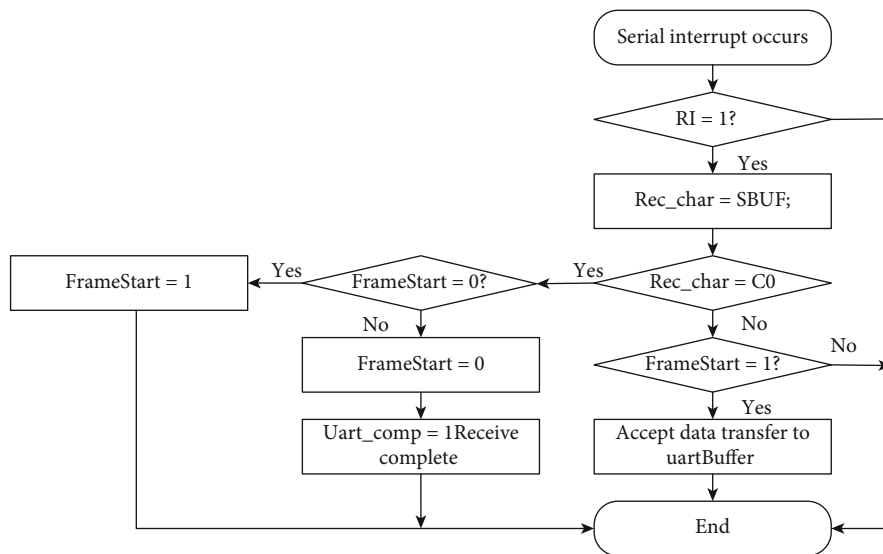 Serial interrupt occurs
RI = 1?
Yes
Rec_char = SBUF;
FrameStart = 1
Yes
FrameStart = 0?
Yes
Rec_char = C0
No
No
No
FrameStart = 0
FrameStart = 1?
Yes
Uart_comp = 1Receive
complete
Accept data transfer to
uartBuffer
End